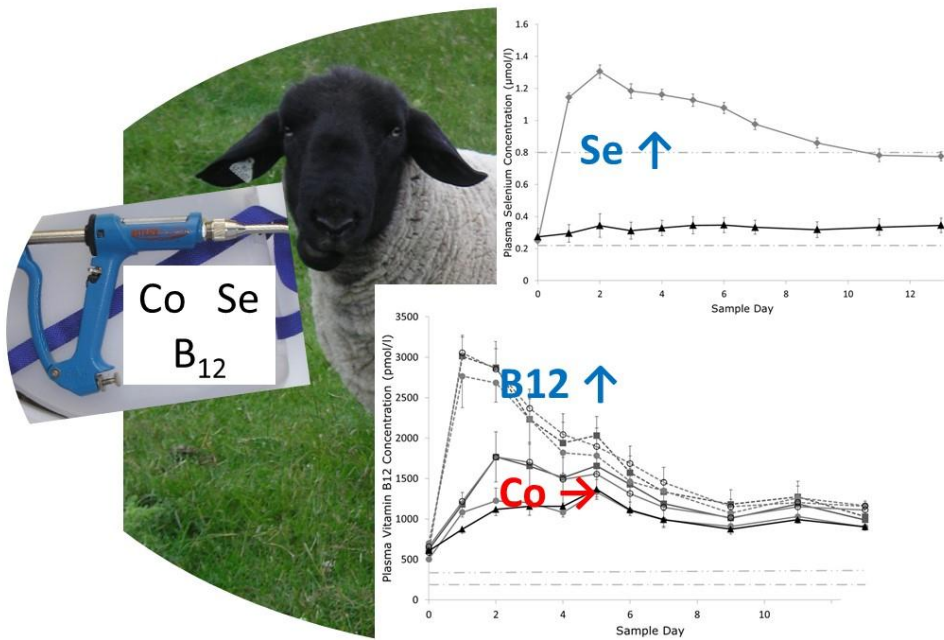 Co Se
B12
Plasma Selenium Concentration (μmol/l)
1.6
1.4
1.2
1
0.8
0.6
0.4
0.2
0
0 2 4 6 8 10 12
Sample Day
Se ↑
Plasma Vitamin B12 Concentration (pmol/l)
3500
3000
2500
2000
1500
1000
500
0
0 2 4 6 8 10
Sample Day
B12 ↑
Co →